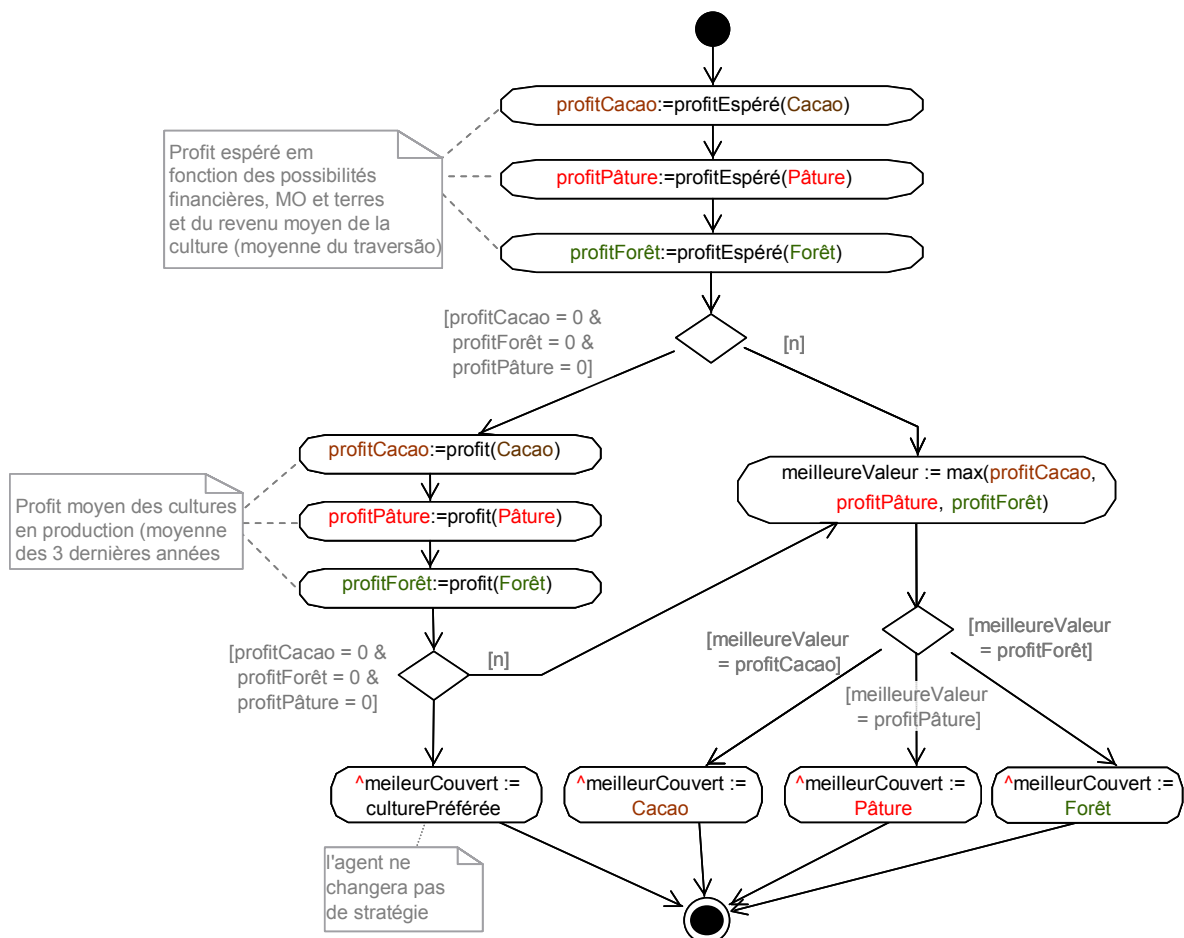 profitCacao:=profitEspéré(Cacao)
Profit espéré em
fonction des possibilités
financières, MO et terres
et du revenu moyen de la
culture (moyenne du traversão)
profitPâture:=profitEspéré(Pâture)
profitForêt:=profitEspéré(Forêt)
[profitCacao = 0 &
profitForêt = 0 &
profitPâture = 0]
[n]
profitCacao:=profit(Cacao)
Profit moyen des cultures
en production (moyenne
des 3 dernières années
profitPâture:=profit(Pâture)
profitForêt:=profit(Forêt)
meilleureValeur := max(profitCacao,
profitPâture, profitForêt)
[profitCacao = 0 &
profitForêt = 0 &
profitPâture = 0]
[n]
[meilleureValeur
= profitCacao]
[meilleureValeur
= profitPâture]
[meilleureValeur
= profitForêt]
^meileurCouvert :=
culturePréférée
^meilleurCouvert :=
Cacao
^meilleurCouvert :=
Pâture
^meilleurCouvert :=
Forêt
l'agent ne
changera pas
de stratégie